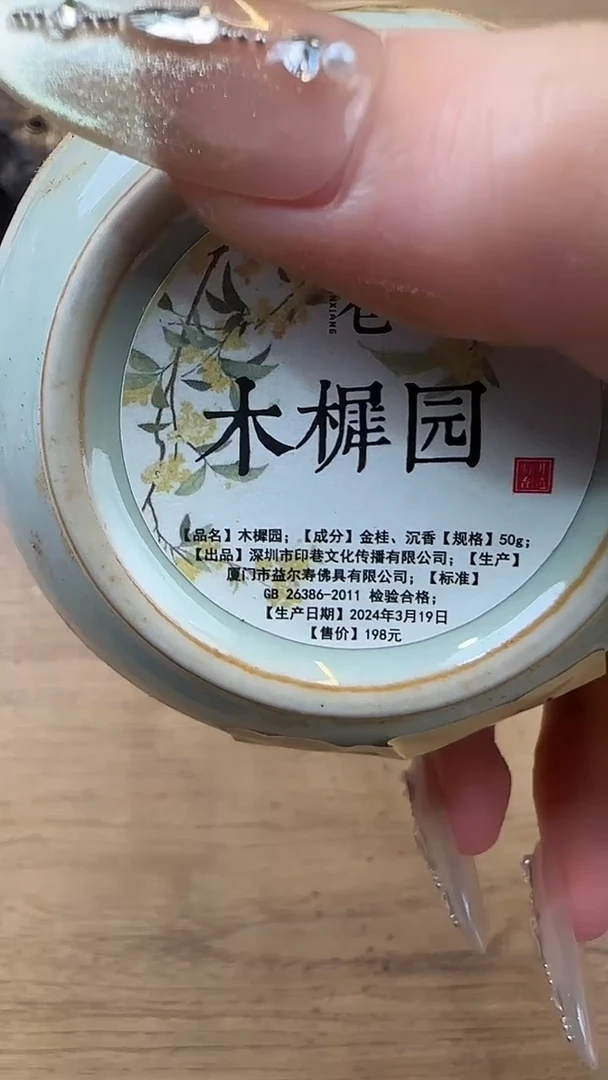 巷
木樨园
【品名】木樨园；【成分】金桂、沉香【规格】50g；
【出品】深圳市印巷文化传播有限公司；【生产】
厦门市益尔寿佛具有限公司；【标准】
GB 26386-2011 检验合格；
【生产日期】2024年3月19日
【售价】198元